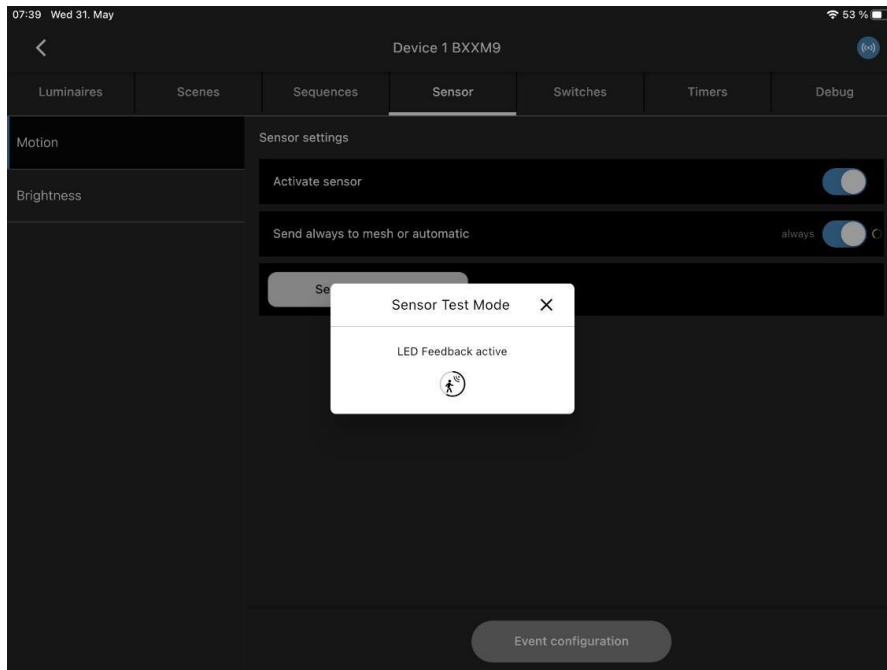 07:39 Wed 31. May
53 %
Device 1 BXXM9
Luminaires Scenes Sequences Sensor Switches Timers Debug
Motion
Brightness
Sensor settings
Activate sensor
Send always to mesh or automatic always
Se
Sensor Test Mode
LED Feedback active
Event configuration